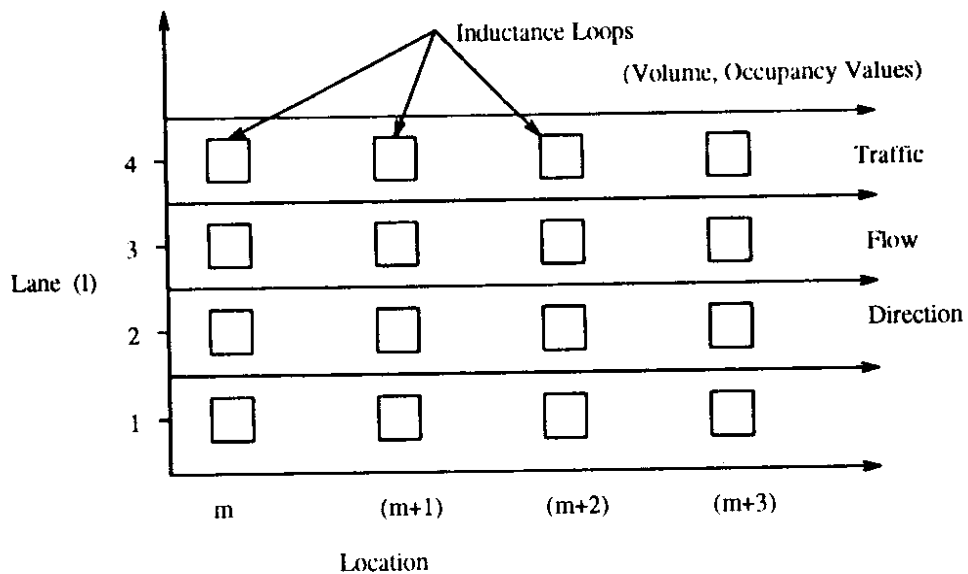 Inductance Loops
(Volume, Occupancy Values)
4
Traffic
3
Flow
Lane (l)
Direction
2
1
m
(m+1)
(m+2)
(m+3)
Location